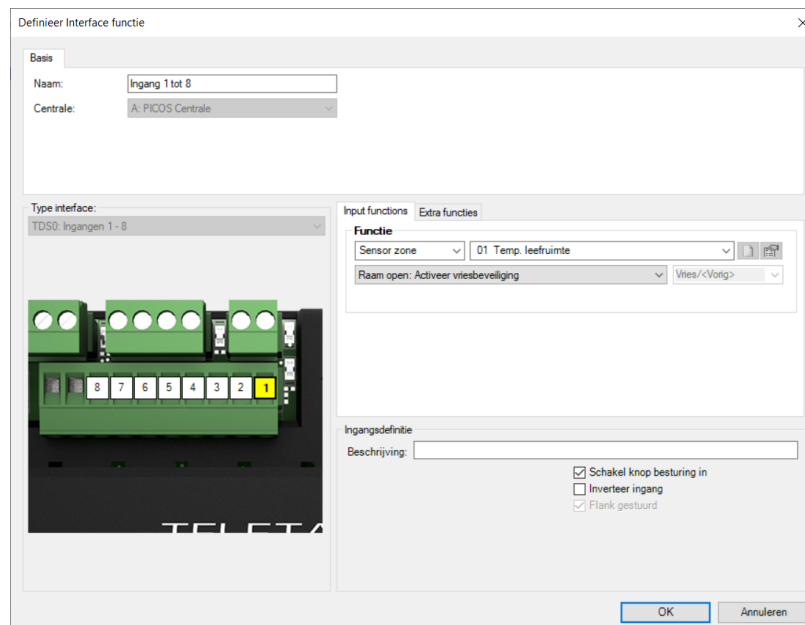 Definieer Interface functie
Basis
Naam: Ingang 1 tot 8
Centrale: A: PICOS Centrale
Type interface:
TDS0: Ingangen 1 - 8
8 7 6 5 4 3 2 1
Input functions Extra functies
Functie
Sensor zone 01 Temp. leefruimte
Raam open: Activeer vriesbeveiliging Vries/<Vorig>
Ingangsdefinitie
Beschrijving:
Schakel knop besturing in
Inverteer ingang
Flank gestuurd
OK Annuleren